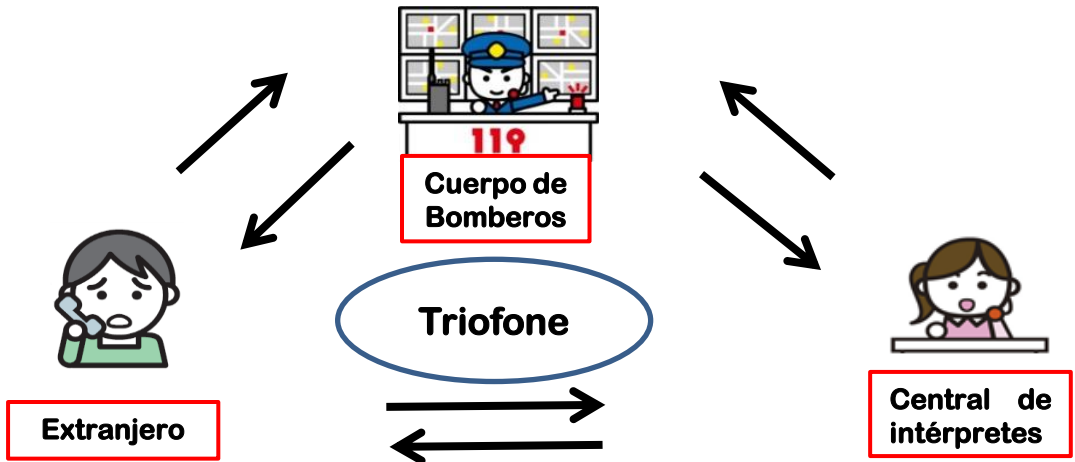 119
Cuerpo de
Bomberos
Triofone
Extranjero
Central de
intérpretes